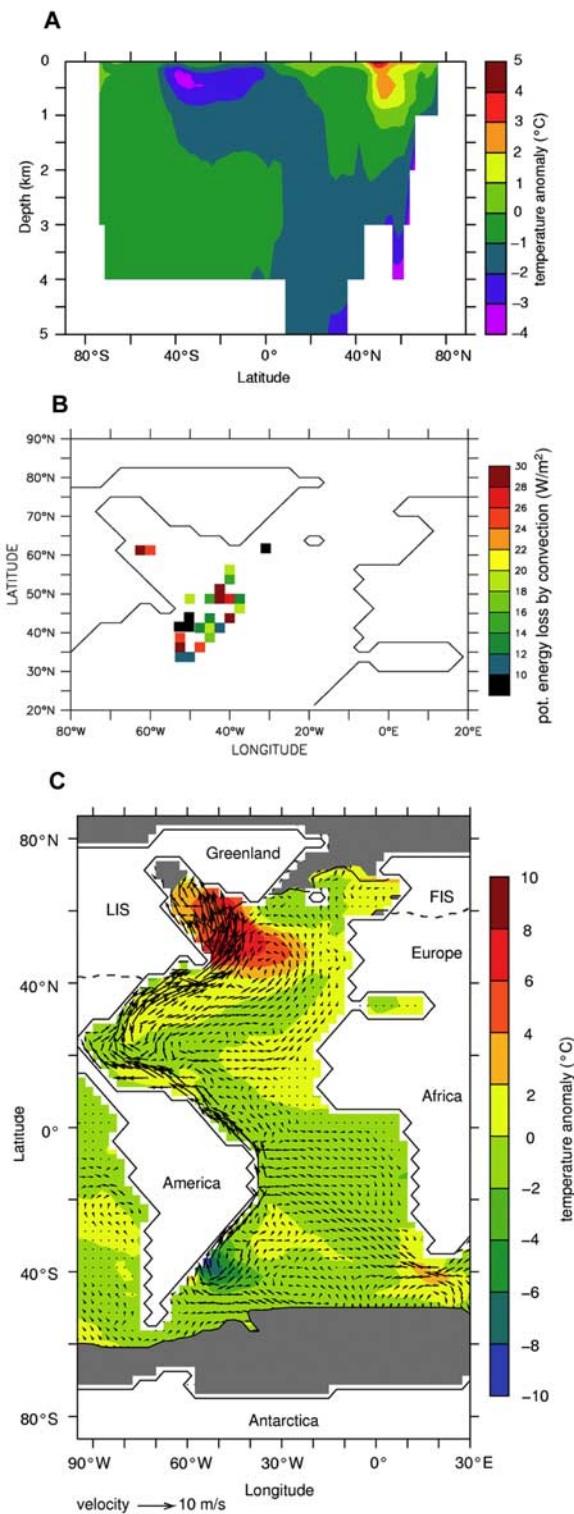 A
0
1
2
3
4
5
Depth (km)
80°S
40°S
0°
40°N
80°N
Latitude
5
4
3
2
1
0
−1
−2
−3
−4
temperature anomaly (°C)
B
90°N
80°N
70°N
60°N
50°N
40°N
30°N
20°N
LATITUDE
80°W
60°W
40°W
20°W
0°E
20°E
LONGITUDE
30
28
26
24
22
20
18
16
14
12
10
pot. energy loss by convection (W/m²)
C
80°N
40°N
0°
40°S
80°S
Latitude
Greenland
LIS
FIS
Europe
Africa
America
Antarctica
90°W
60°W
30°W
0°
30°E
Longitude
velocity 10 m/s
10
8
6
4
2
0
−2
−4
−6
−8
−10
temperature anomaly (°C)